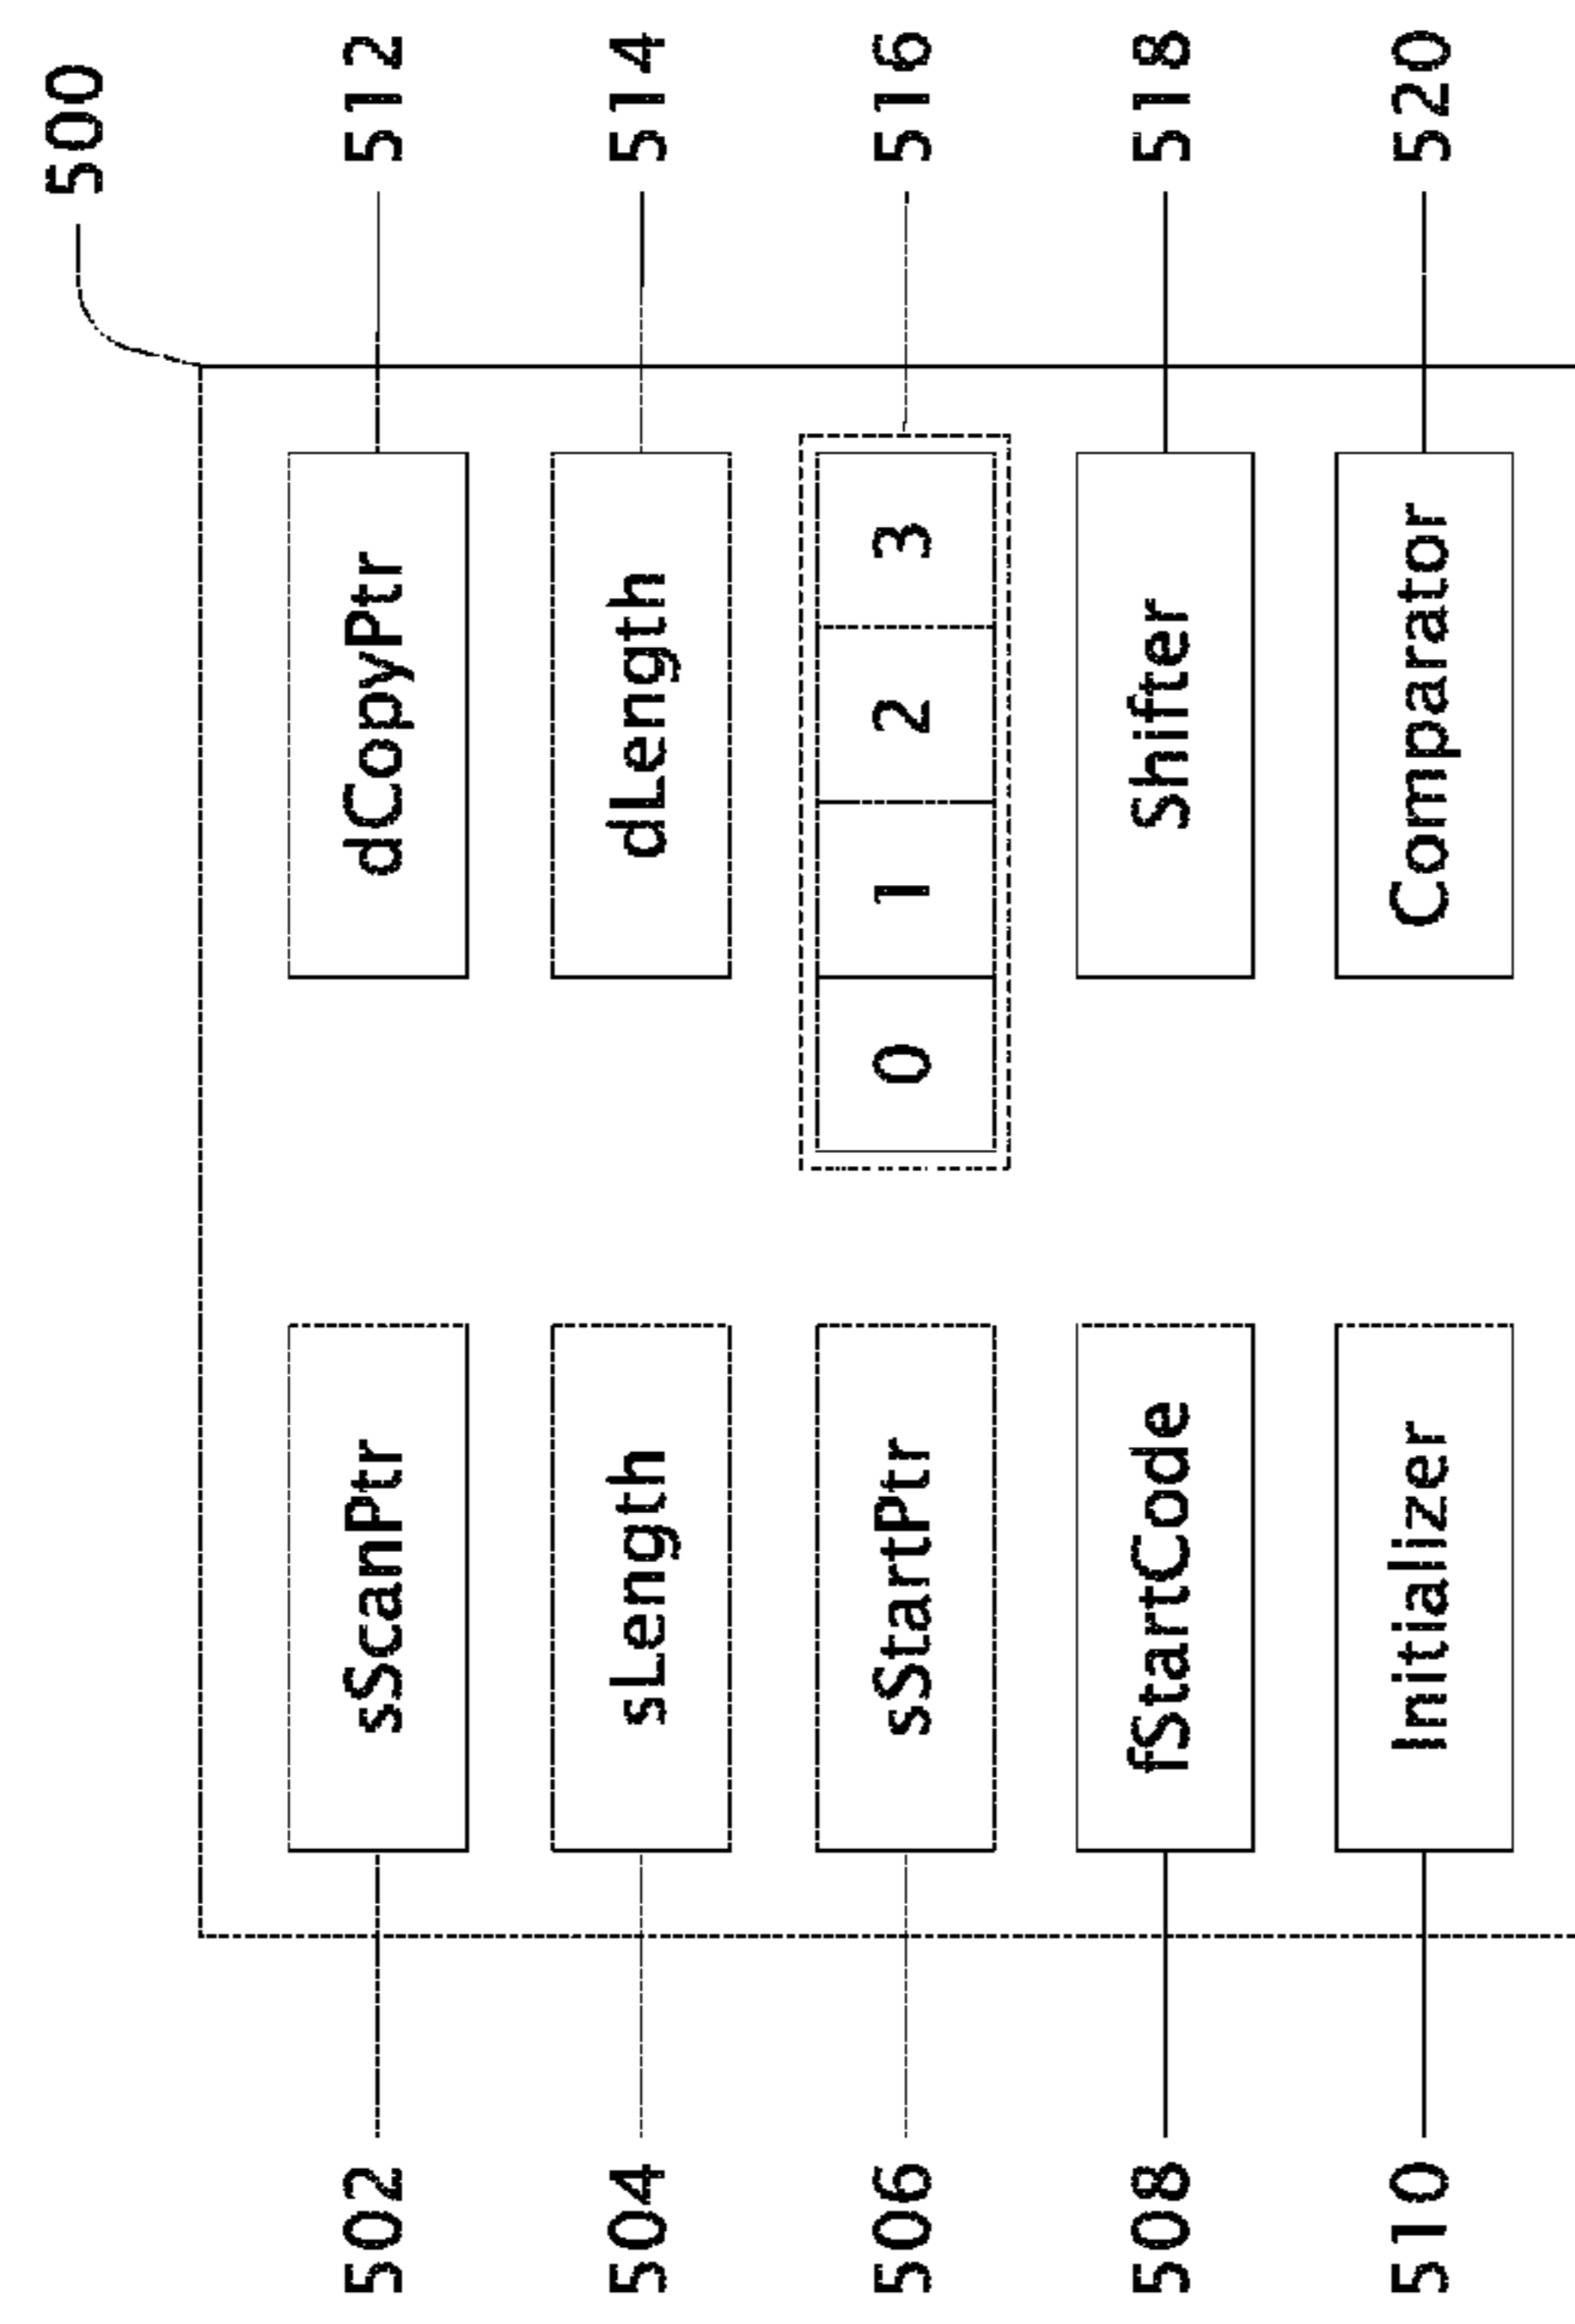 500
502 sScanPtr dCopyPtr 512
504 sLength dLength 514
506 sStartPtr 0 1 2 3 516
508 fStartCode Shifter 518
510 Initializer Comparator 520